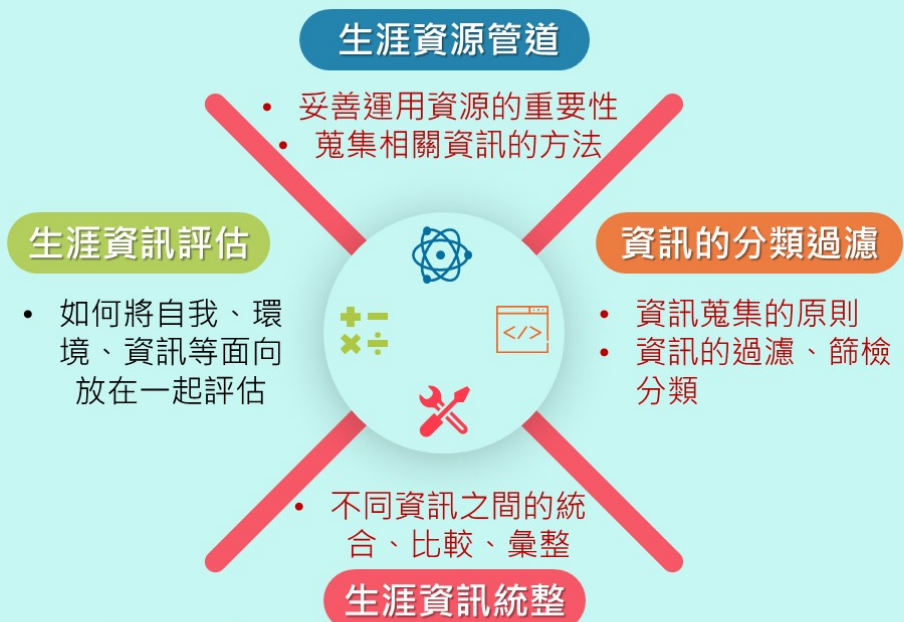 生涯資源管道
• 妥善運用資源的重要性
• 蒐集相關資訊的方法
生涯資訊評估
• 如何將自我、環
境、資訊等面向
放在一起評估
資訊的分類過濾
• 資訊蒐集的原則
• 資訊的過濾、篩檢
分類
</>
• 不同資訊之間的統
合、比較、彙整
生涯資訊統整